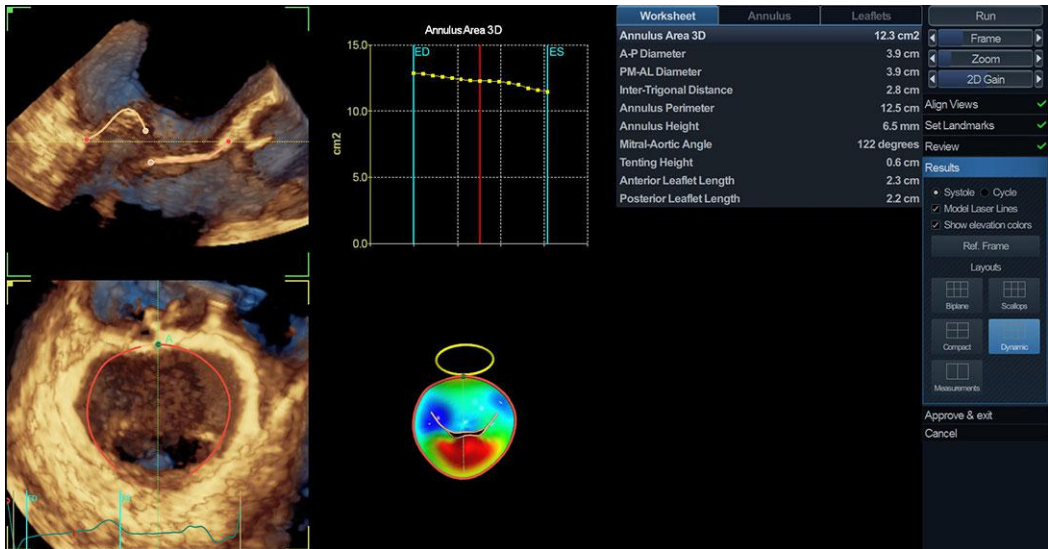 Annulus Area 3D
15.0
10.0
5.0
0.0
cm2
ED
ES
A
ED
Worksheet Annulus Leaflets
Annulus Area 3D 12.3 cm2
A-P Diameter 3.9 cm
PM-AL Diameter 3.9 cm
Inter-Trigonal Distance 2.8 cm
Annulus Perimeter 12.5 cm
Annulus Height 6.5 mm
Mitral-Aortic Angle 122 degrees
Tenting Height 0.6 cm
Anterior Leaflet Length 2.3 cm
Posterior Leaflet Length 2.2 cm
Run
Frame
Zoom
2D Gain
Align Views
Set Landmarks
Review
Results
Systole Cycle
Model Laser Lines
Show elevation colors
Ref. Frame
Layouts
Biplane Scallops
Compact Dynamic
Measurements
Approve & exit
Cancel